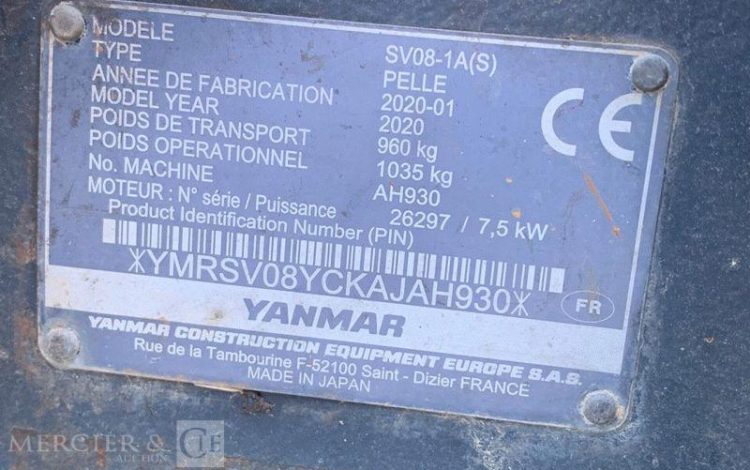 MODELE SV08-1A(S)
TYPE PELLE
ANNEE DE FABRICATION 2020-01
MODEL YEAR 2020
POIDS DE TRANSPORT 960 kg
POIDS OPERATIONNEL 1035 kg
No. MACHINE AH930
MOTEUR : N° série / Puissance 26297 / 7,5 kW
Product Identification Number (PIN)
*YMRSV08YCKAJAH930*
CE
FR
YANMAR
YANMAR CONSTRUCTION EQUIPMENT EUROPE S.A.S.
Rue de la Tambourine F-52100 Saint - Dizier FRANCE
MADE IN JAPAN
MERCIER & CIE
AUCTION